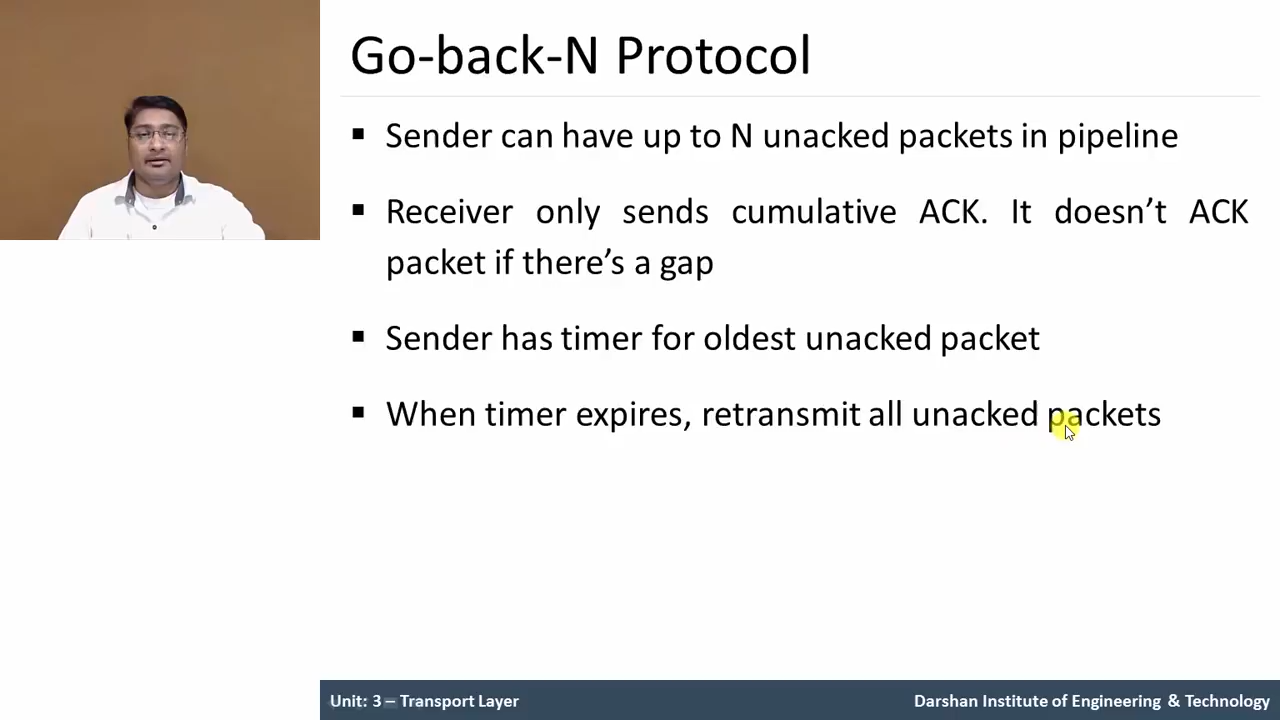 Go-back-N Protocol
▪ Sender can have up to N unacked packets in pipeline
▪ Receiver only sends cumulative ACK. It doesn’t ACK
packet if there’s a gap
▪ Sender has timer for oldest unacked packet
▪ When timer expires, retransmit all unacked packets
Unit: 3 – Transport Layer
Darshan Institute of Engineering & Technology